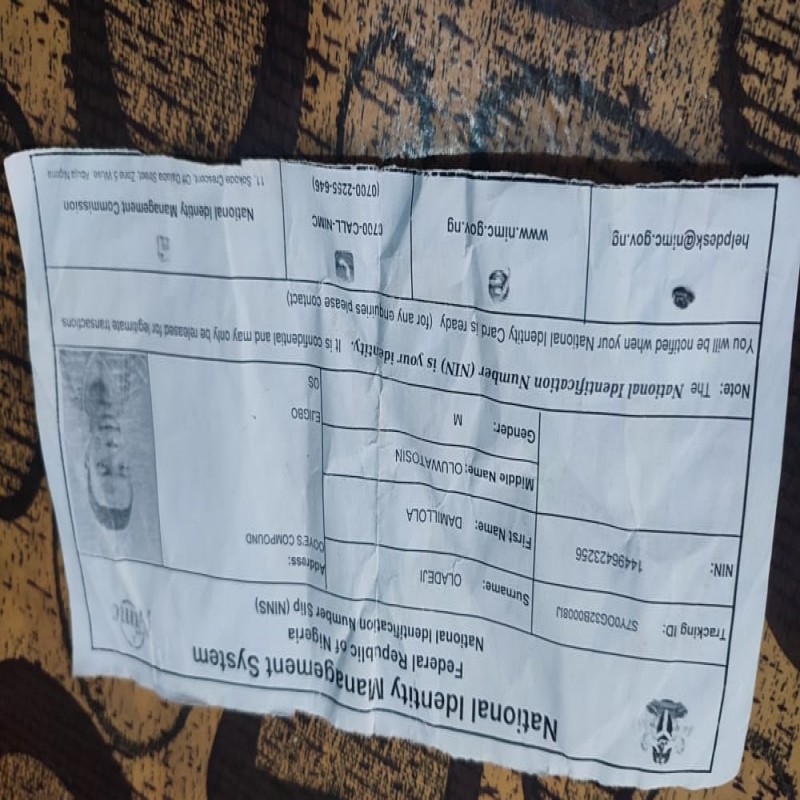 National Identity Management System
Federal Republic of Nigeria
National Identification Number Slip (NINS)
Nimc
Tracking ID: S7Y0OG32B0008IJ
Surname: OLADEJI
Address:
OOYE'S COMPOUND
NIN: 14496423256
First Name: DAMILLOLA
Middle Name: OLUWATOSIN
Gender: M
EJIGBO
OS
Note: The National Identification Number (NIN) is your identity. It is confidential and may only be released for legitimate transactions
You will be notified when your National Identity Card is ready (for any enquiries please contact)
helpdesk@nimc.gov.ng
www.nimc.gov.ng
0700-CALL-NIMC
(0700-2255-646)
National Identity Management Commission
11, Sokode Crescent, Off Dalaba Street, Zone 5 Wuse, Abuja Nigeria